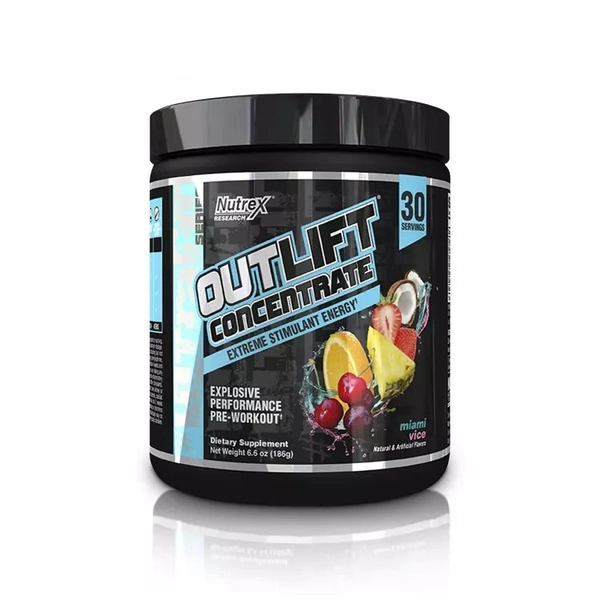 Nutrex
RESEARCH
30
SERVINGS
OUTLIFT
CONCENTRATE
EXTREME STIMULANT ENERGY†
EXPLOSIVE
PERFORMANCE
PRE-WORKOUT†
Dietary Supplement
Net Weight 6.6 oz (186g)
miami
vice
Natural & Artificial Flavors